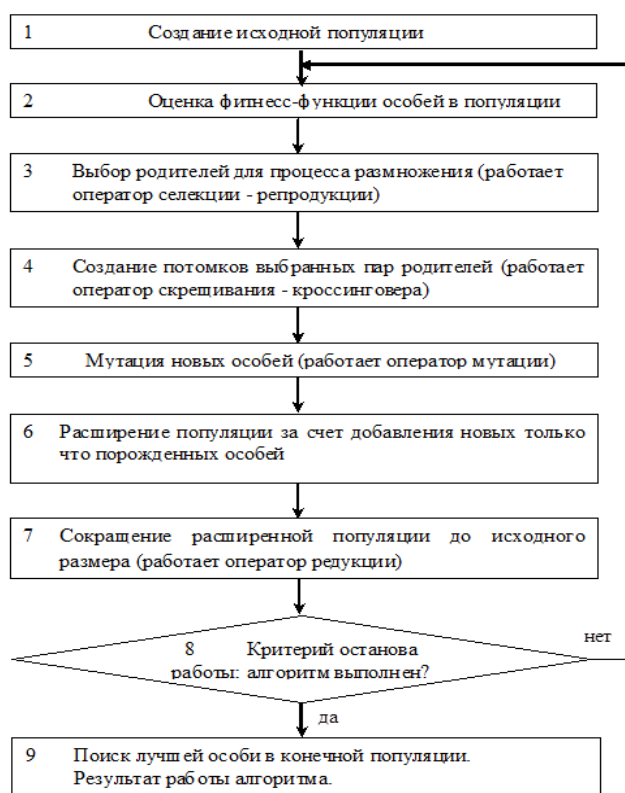 1 Создание исходной популяции
2 Оценка фитнесс-функции особей в популяции
3 Выбор родителей для процесса размножения (работает
оператор селекции - репродукции)
4 Создание потомков выбранных пар родителей (работает
оператор скрещивания - кроссинговера)
5 Мутация новых особей (работает оператор мутации)
6 Расширение популяции за счет добавления новых только
что порожденных особей
7 Сокращение расширенной популяции до исходного
размера (работает оператор редукции)
8 Критерий останова
работы: алгоритм выполнен?
нет
да
9 Поиск лучшей особи в конечной популяции.
Результат работы алгоритма.